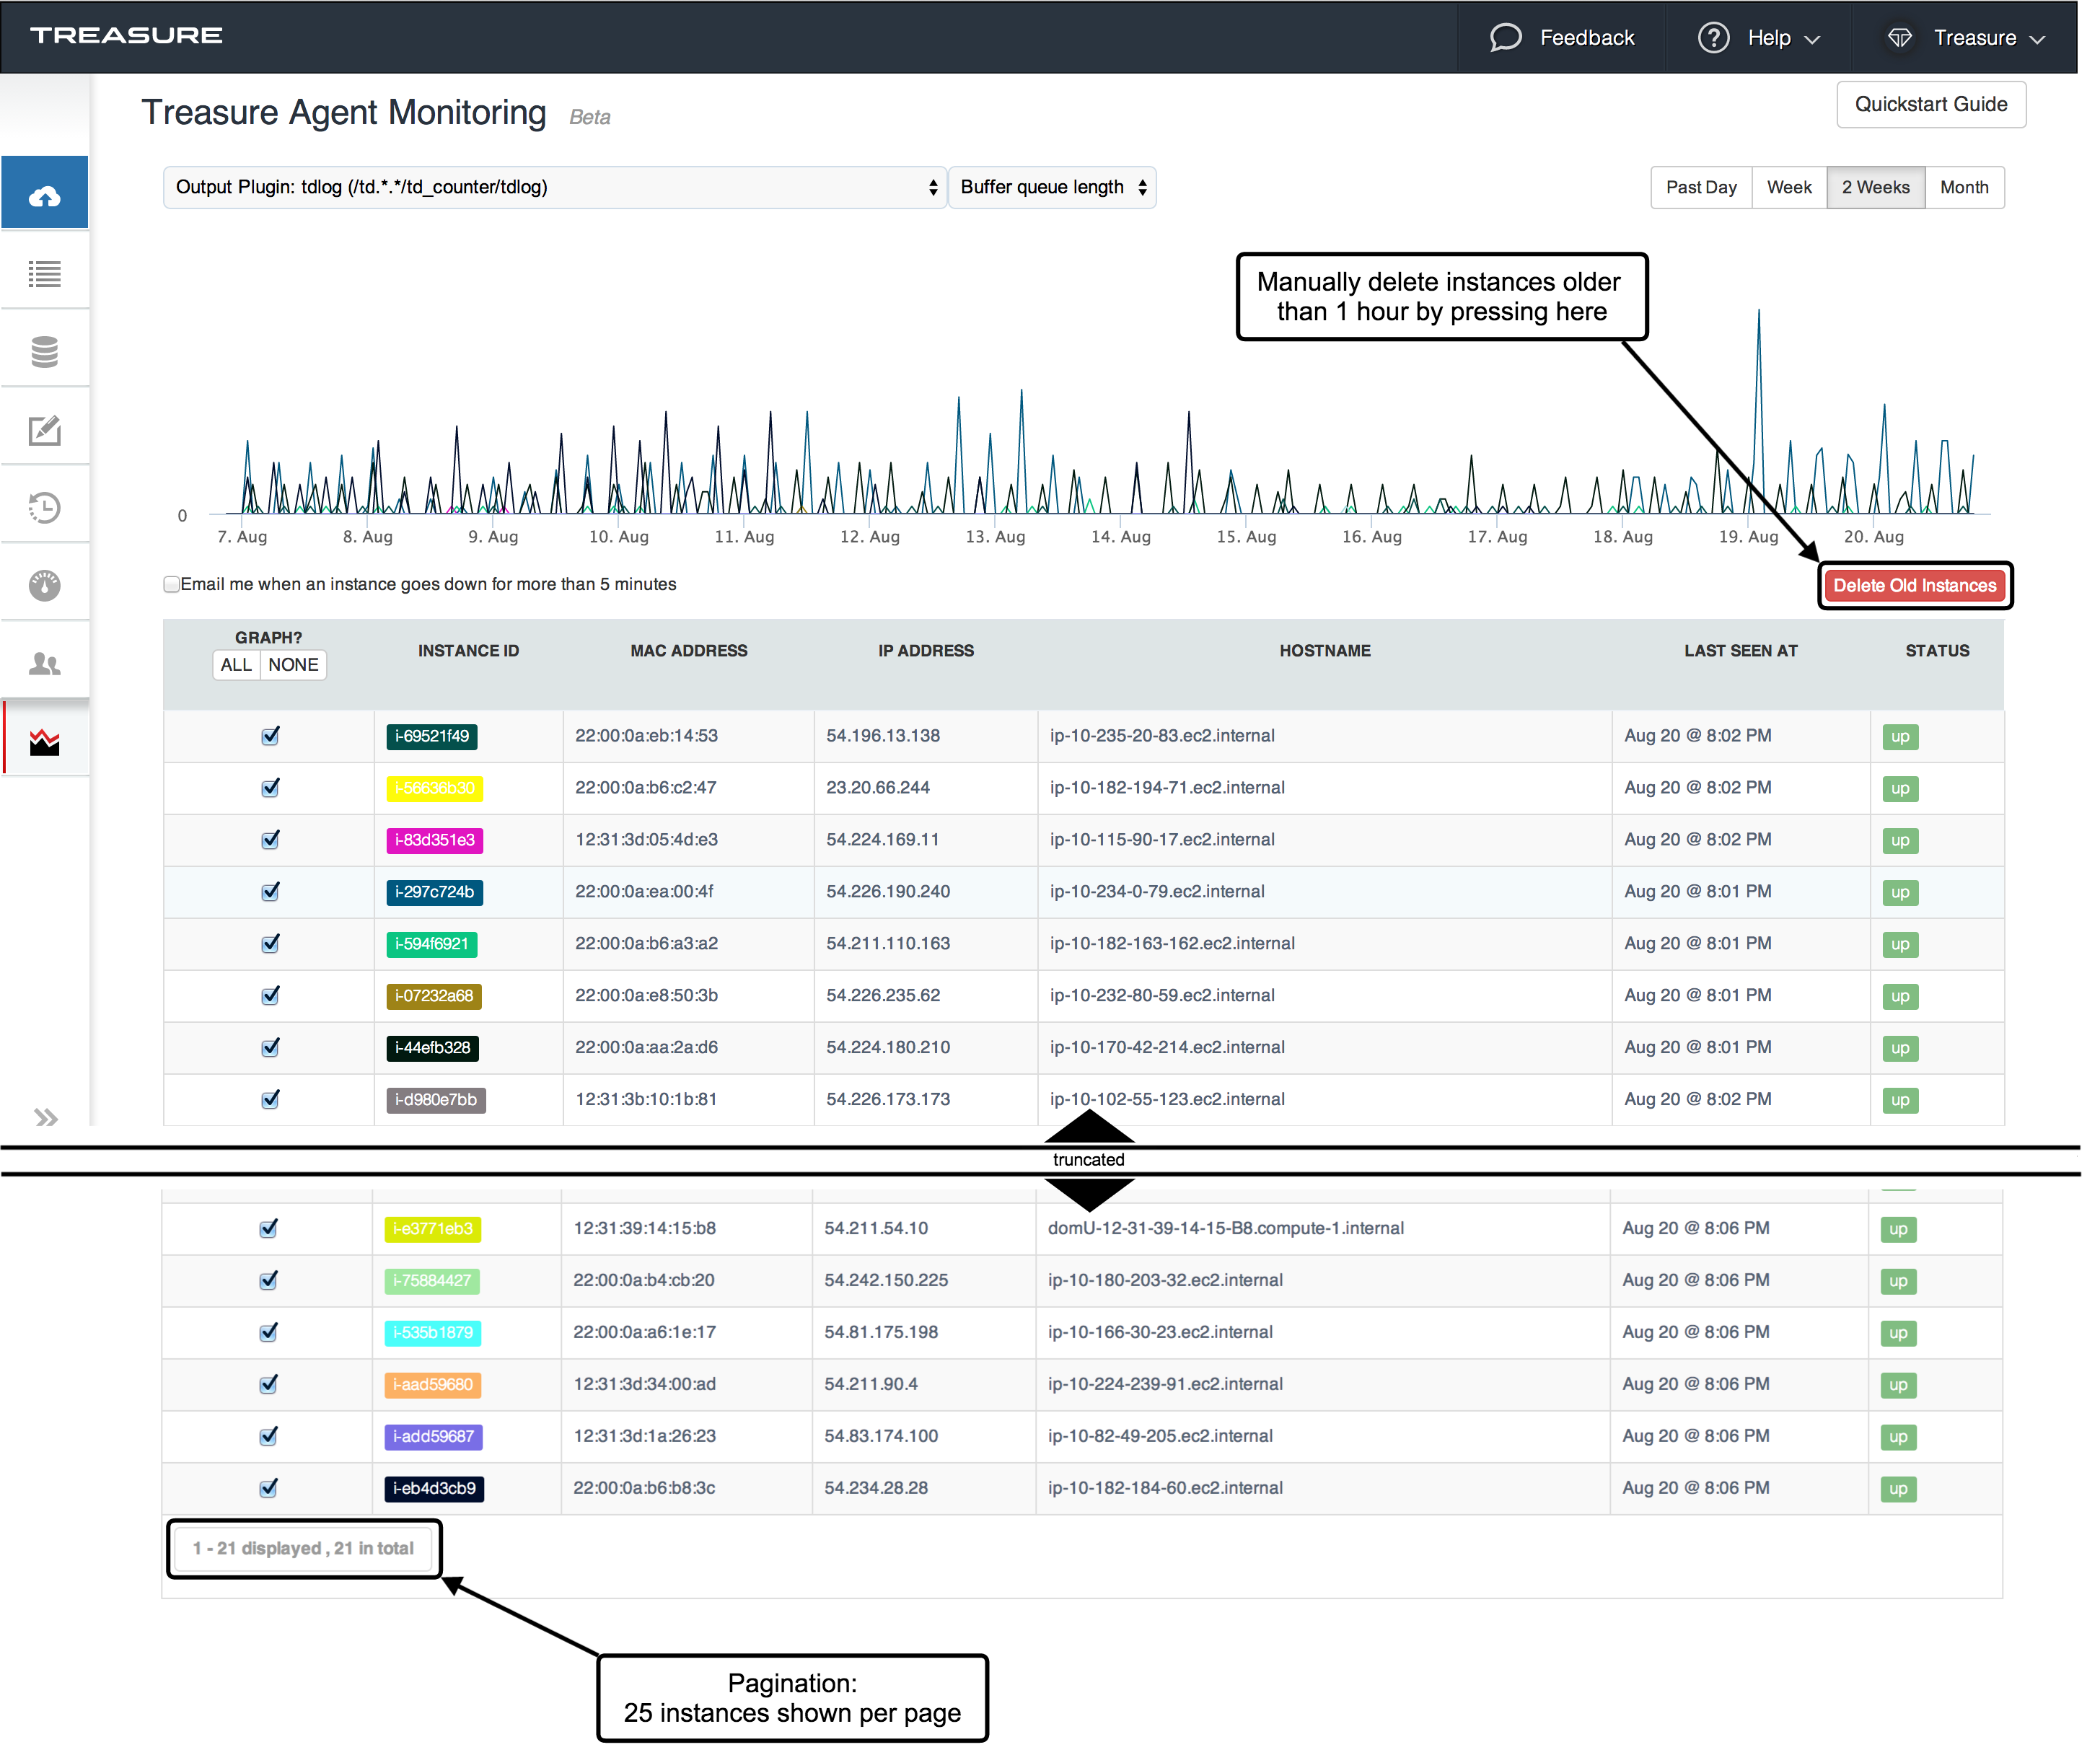 TREASURE
Feedback
Help
Treasure
Treasure Agent Monitoring Beta
Quickstart Guide
Output Plugin: tdlog (/td.*.*/td_counter/tdlog)
Buffer queue length
Past Day Week 2 Weeks Month
Manually delete instances older
than 1 hour by pressing here
0
7. Aug 8. Aug 9. Aug 10. Aug 11. Aug 12. Aug 13. Aug 14. Aug 15. Aug 16. Aug 17. Aug 18. Aug 19. Aug 20. Aug
Email me when an instance goes down for more than 5 minutes
Delete Old Instances
GRAPH? INSTANCE ID MAC ADDRESS IP ADDRESS HOSTNAME LAST SEEN AT STATUS
ALL NONE
i-69521f49 22:00:0a:eb:14:53 54.196.13.138 ip-10-235-20-83.ec2.internal Aug 20 @ 8:02 PM up
i-56636b30 22:00:0a:b6:c2:47 23.20.66.244 ip-10-182-194-71.ec2.internal Aug 20 @ 8:02 PM up
i-83d351e3 12:31:3d:05:4d:e3 54.224.169.11 ip-10-115-90-17.ec2.internal Aug 20 @ 8:02 PM up
i-297c724b 22:00:0a:ea:00:4f 54.226.190.240 ip-10-234-0-79.ec2.internal Aug 20 @ 8:01 PM up
i-594f6921 22:00:0a:b6:a3:a2 54.211.110.163 ip-10-182-163-162.ec2.internal Aug 20 @ 8:01 PM up
i-07232a68 22:00:0a:e8:50:3b 54.226.235.62 ip-10-232-80-59.ec2.internal Aug 20 @ 8:01 PM up
i-44efb328 22:00:0a:aa:2a:d6 54.224.180.210 ip-10-170-42-214.ec2.internal Aug 20 @ 8:01 PM up
i-d980e7bb 12:31:3b:10:1b:81 54.226.173.173 ip-10-102-55-123.ec2.internal Aug 20 @ 8:02 PM up
truncated
i-e3771eb3 12:31:39:14:15:b8 54.211.54.10 domU-12-31-39-14-15-B8.compute-1.internal Aug 20 @ 8:06 PM up
i-75884427 22:00:0a:b4:cb:20 54.242.150.225 ip-10-180-203-32.ec2.internal Aug 20 @ 8:06 PM up
i-535b1879 22:00:0a:a6:1e:17 54.81.175.198 ip-10-166-30-23.ec2.internal Aug 20 @ 8:06 PM up
i-aad59680 12:31:3d:34:00:ad 54.211.90.4 ip-10-224-239-91.ec2.internal Aug 20 @ 8:06 PM up
i-add59687 12:31:3d:1a:26:23 54.83.174.100 ip-10-82-49-205.ec2.internal Aug 20 @ 8:06 PM up
i-eb4d3cb9 22:00:0a:b6:b8:3c 54.234.28.28 ip-10-182-184-60.ec2.internal Aug 20 @ 8:06 PM up
1 - 21 displayed , 21 in total
Pagination:
25 instances shown per page